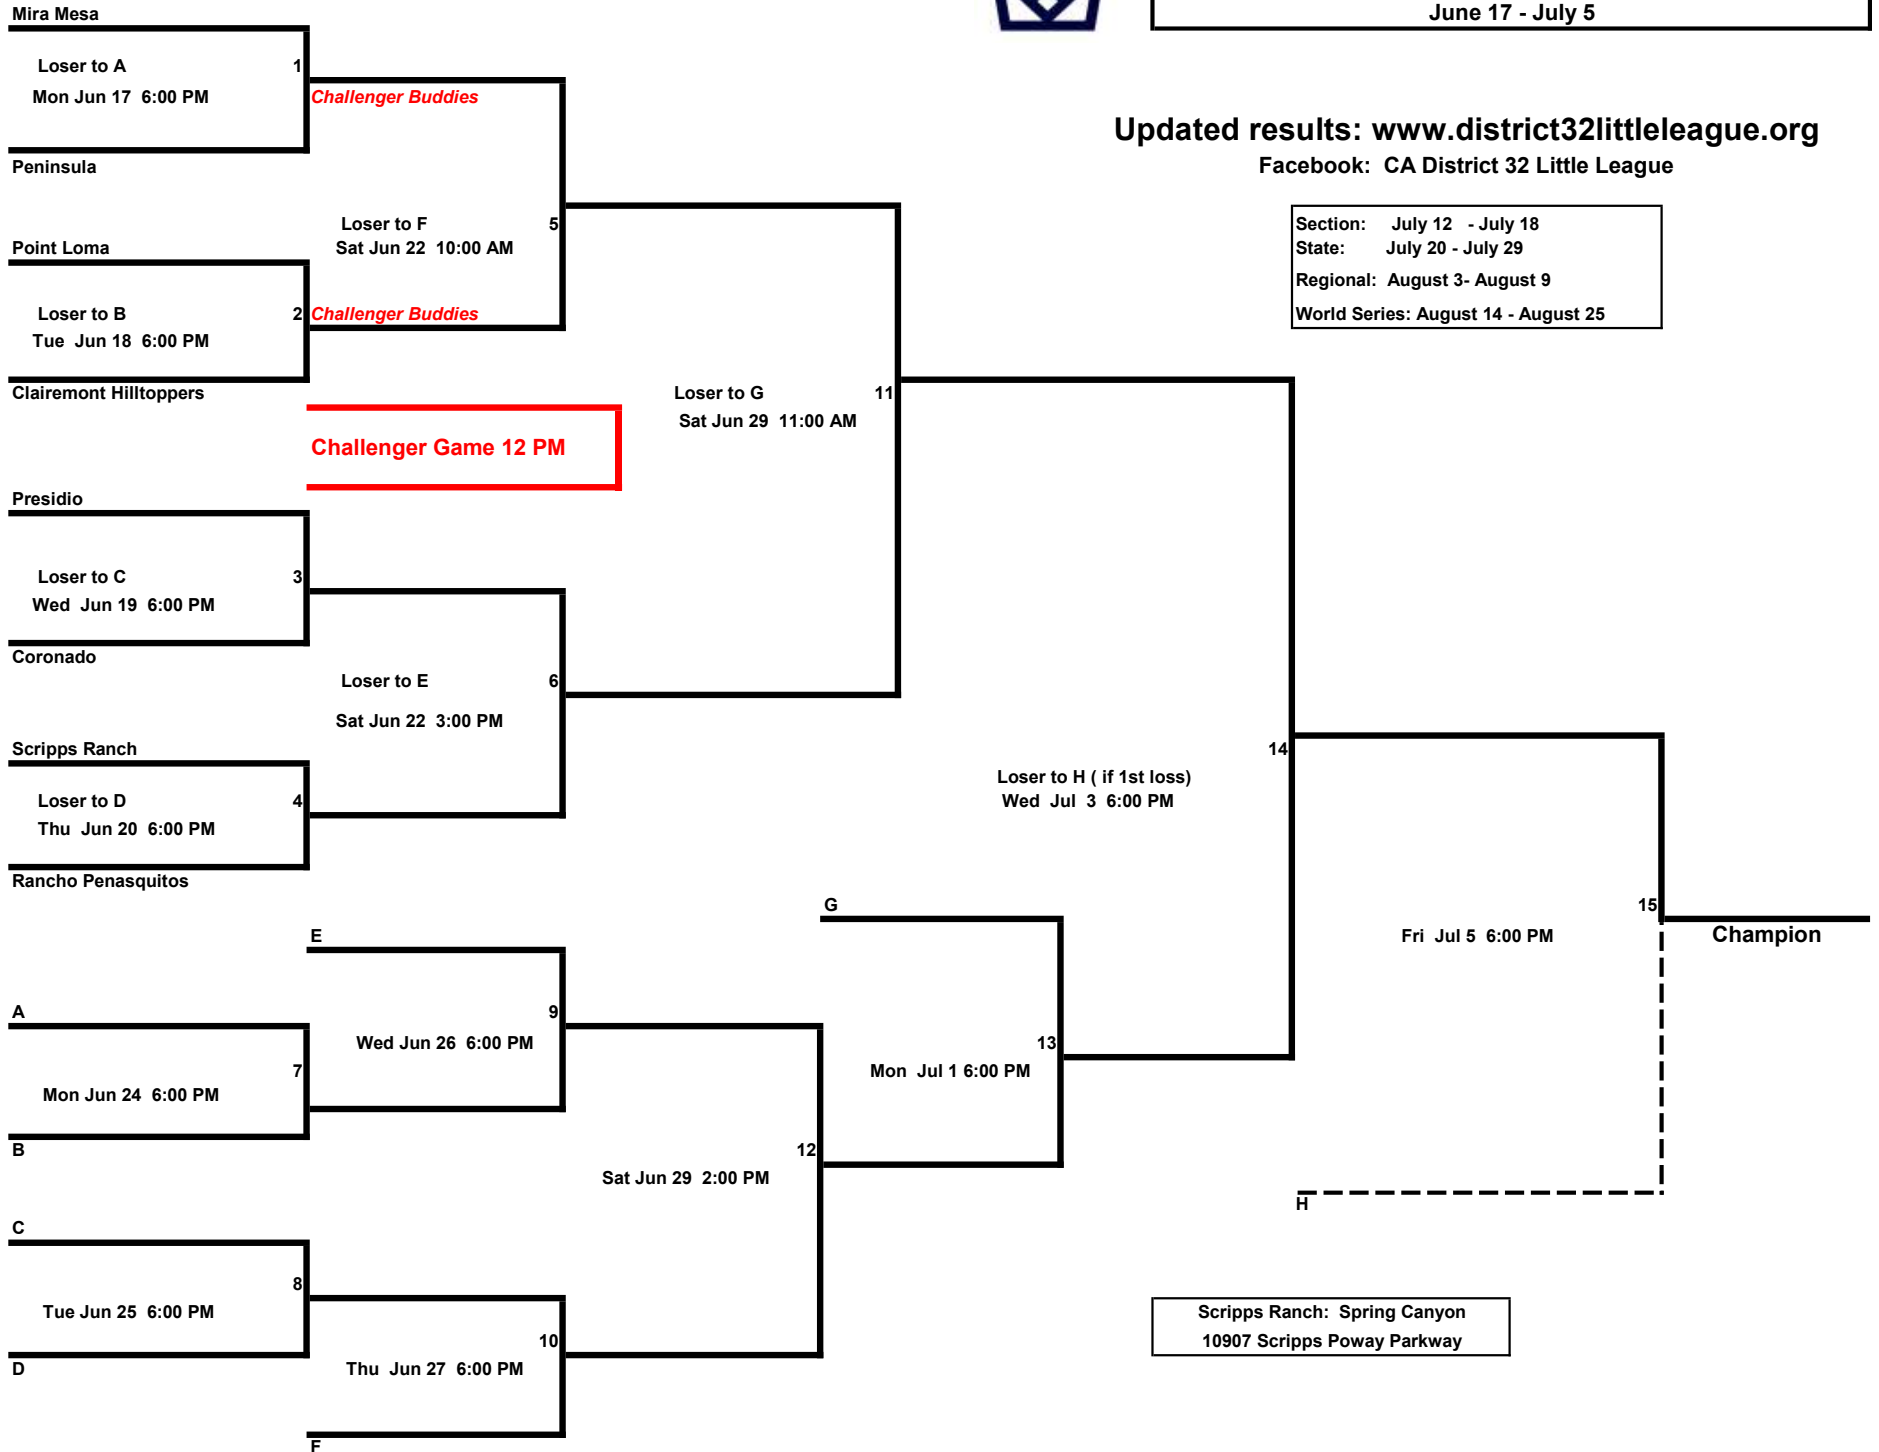 Mira Mesa
June 17 - July 5
Loser to A
1
Mon Jun 17 6:00 PM
Challenger Buddies
Updated results: www.district32littleleague.org
Peninsula
Facebook: CA District 32 Little League
Loser to F
5
Section: July 12 - July 18
Point Loma
Sat Jun 22 10:00 AM
State: July 20 - July 29
Regional: August 3- August 9
Loser to B
2
Challenger Buddies
World Series: August 14 - August 25
Tue Jun 18 6:00 PM
Clairemont Hilltoppers
Loser to G
11
Sat Jun 29 11:00 AM
Challenger Game 12 PM
Presidio
Loser to C
3
Wed Jun 19 6:00 PM
Coronado
Loser to E
6
Sat Jun 22 3:00 PM
Scripps Ranch
14
Loser to H ( if 1st loss)
Loser to D
4
Wed Jul 3 6:00 PM
Thu Jun 20 6:00 PM
Rancho Penasquitos
G
15
E
Fri Jul 5 6:00 PM
Champion
A
9
Wed Jun 26 6:00 PM
13
7
Mon Jul 1 6:00 PM
Mon Jun 24 6:00 PM
B
12
Sat Jun 29 2:00 PM
H
C
8
Tue Jun 25 6:00 PM
Scripps Ranch: Spring Canyon
10
10907 Scripps Poway Parkway
D
Thu Jun 27 6:00 PM
F